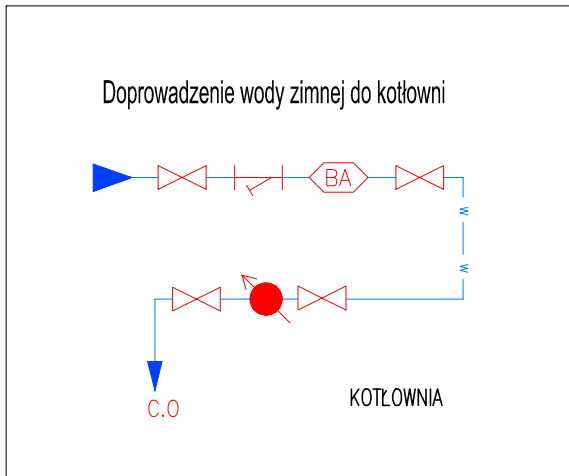 Doprowadzenie wody zimnej do kotłowni
BA
W
W
C.O
KOTŁOWNIA